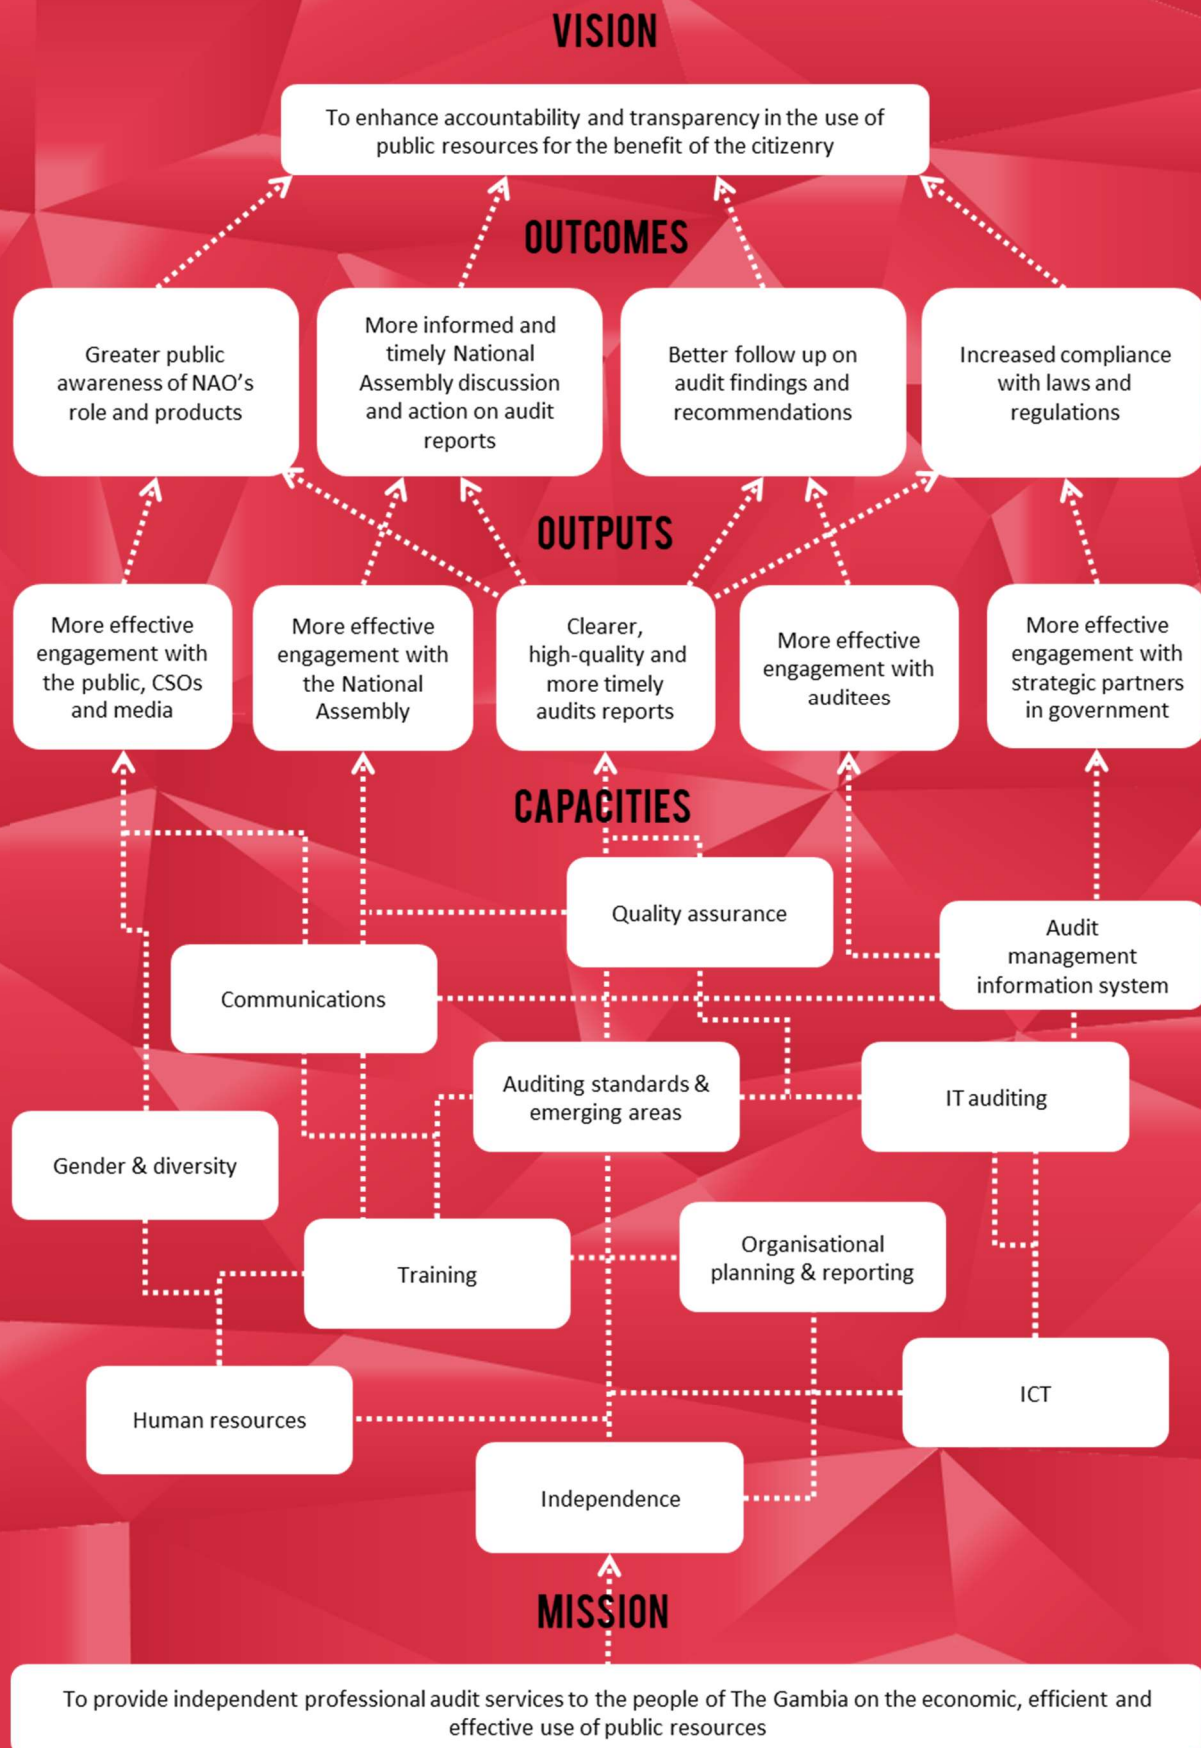 VISION
To enhance accountability and transparency in the use of
public resources for the benefit of the citizenry
OUTCOMES
Greater public
awareness of NAO's
role and products
More informed and
timely National
Assembly discussion
and action on audit
reports
Better follow up on
audit findings and
recommendations
Increased compliance
with laws and
regulations
OUTPUTS
More effective
engagement with
the public, CSOs
and media
More effective
engagement with
the National
Assembly
Clearer,
high-quality and
more timely
audits reports
More effective
engagement with
auditees
More effective
engagement with
strategic partners
in government
CAPACITIES
Quality assurance
Audit
management
information system
Communications
Auditing standards &
emerging areas
IT auditing
Gender & diversity
Training
Organisational
planning & reporting
Human resources
ICT
Independence
MISSION
To provide independent professional audit services to the people of The Gambia on the economic, efficient and
effective use of public resources